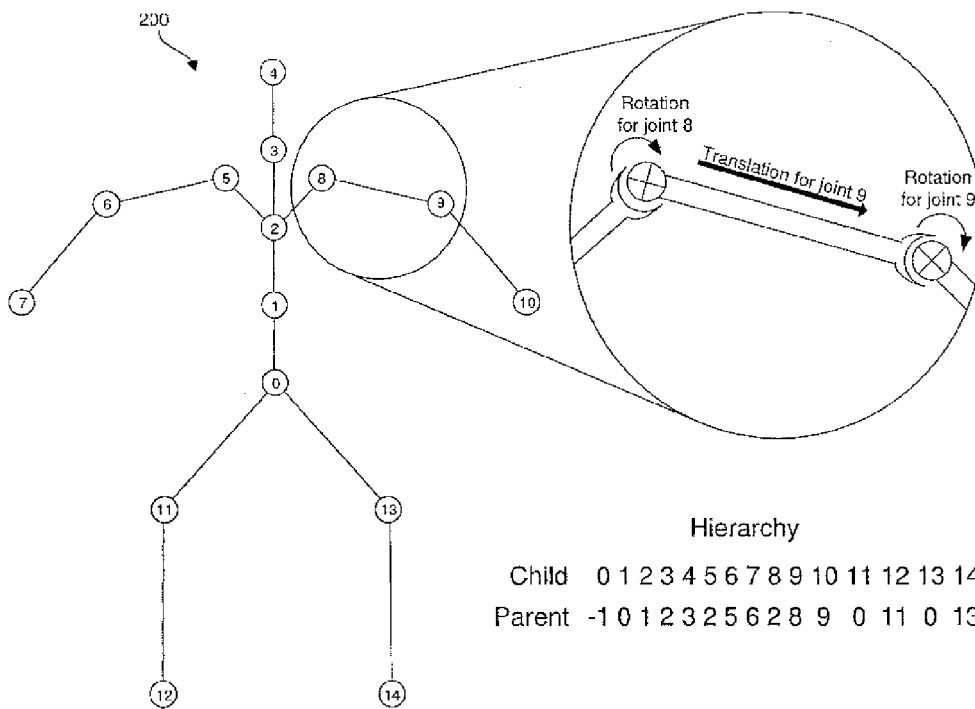 200
4
3
5
8
6
9
2
7
1
10
0
11
13
12
14
Rotation
for joint 8
Translation for joint 9
Rotation
for joint 9
Hierarchy
Child 0 1 2 3 4 5 6 7 8 9 10 11 12 13 14
Parent -1 0 1 2 3 2 5 6 2 8 9 0 11 0 13